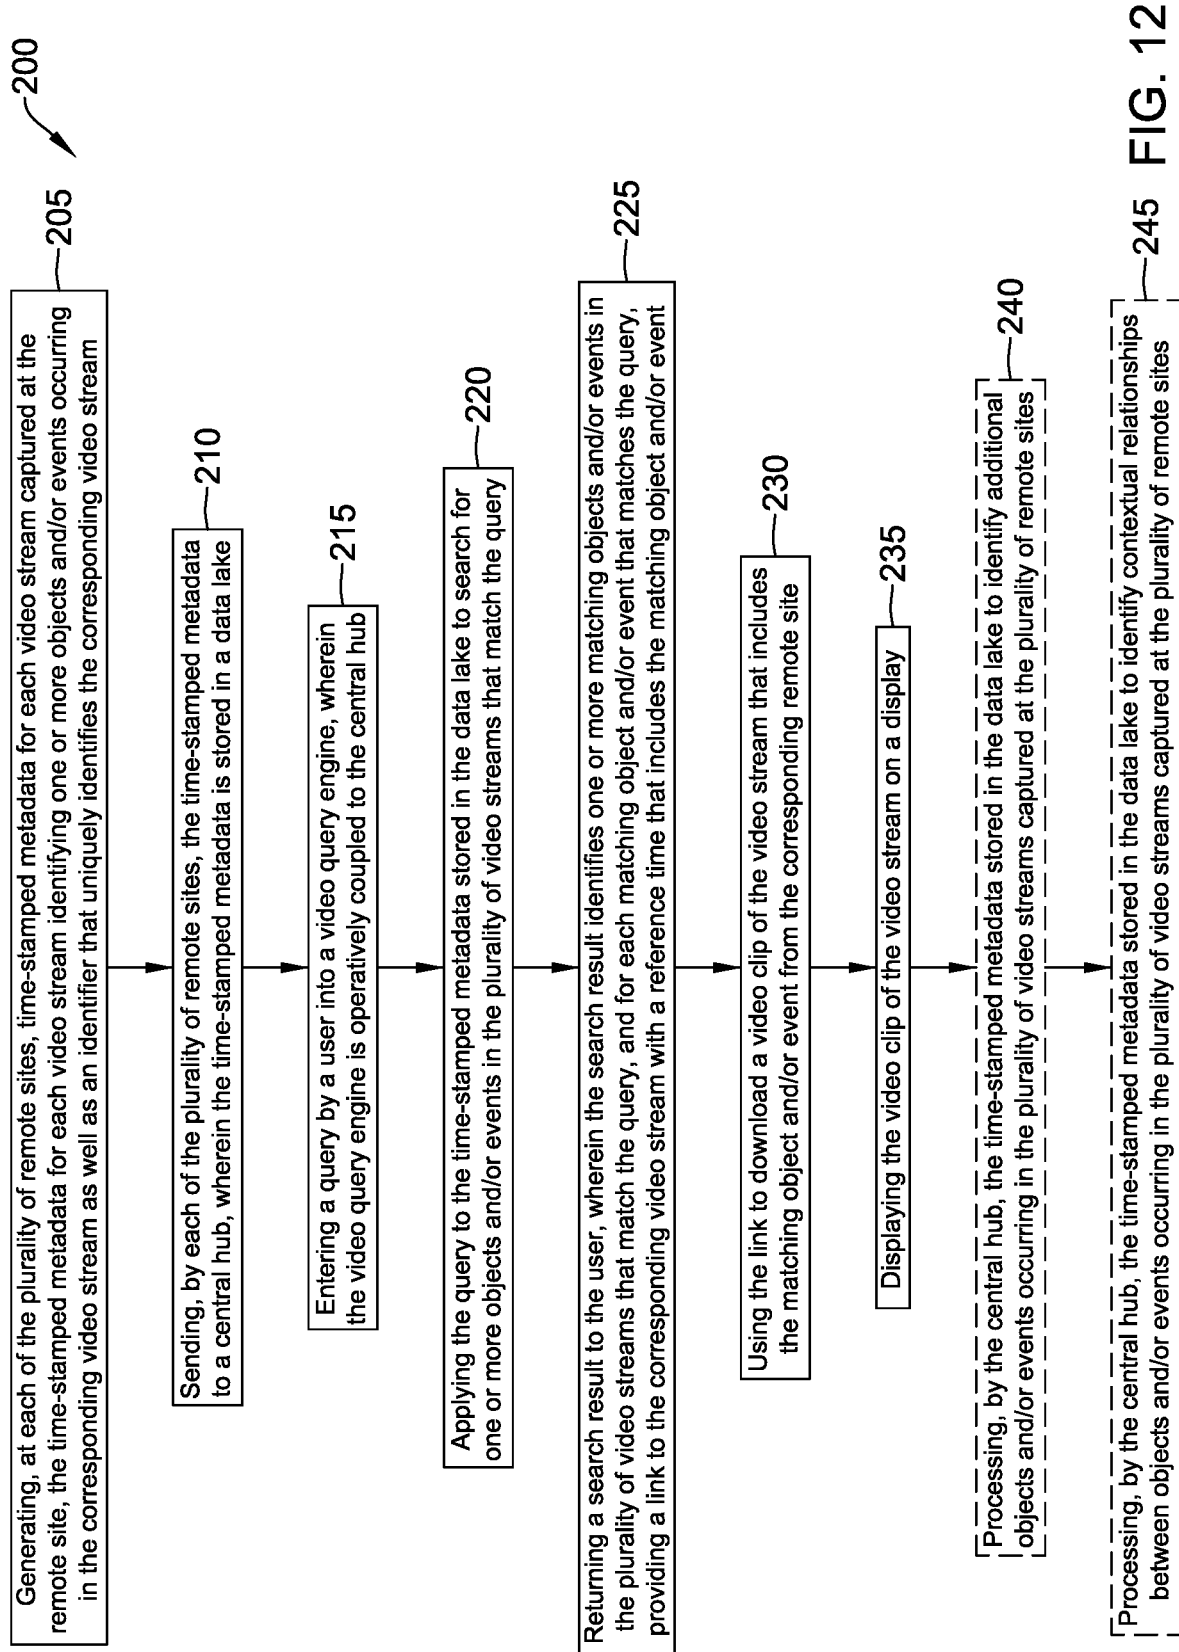 200
Generating, at each of the plurality of remote sites, time-stamped metadata for each video stream captured at the
remote site, the time-stamped metadata for each video stream identifying one or more objects and/or events occurring
in the corresponding video stream as well as an identifier that uniquely identifies the corresponding video stream
205
Sending, by each of the plurality of remote sites, the time-stamped metadata
to a central hub, wherein the time-stamped metadata is stored in a data lake
210
Entering a query by a user into a video query engine, wherein
the video query engine is operatively coupled to the central hub
215
Applying the query to the time-stamped metadata stored in the data lake to search for
one or more objects and/or events in the plurality of video streams that match the query
220
Returning a search result to the user, wherein the search result identifies one or more matching objects and/or events in
the plurality of video streams that match the query, and for each matching object and/or event that matches the query,
providing a link to the corresponding video stream with a reference time that includes the matching object and/or event
225
Using the link to download a video clip of the video stream that includes
the matching object and/or event from the corresponding remote site
230
Displaying the video clip of the video stream on a display
235
Processing, by the central hub, the time-stamped metadata stored in the data lake to identify additional
objects and/or events occurring in the plurality of video streams captured at the plurality of remote sites
240
Processing, by the central hub, the time-stamped metadata stored in the data lake to identify contextual relationships
between objects and/or events occurring in the plurality of video streams captured at the plurality of remote sites
245
FIG. 12